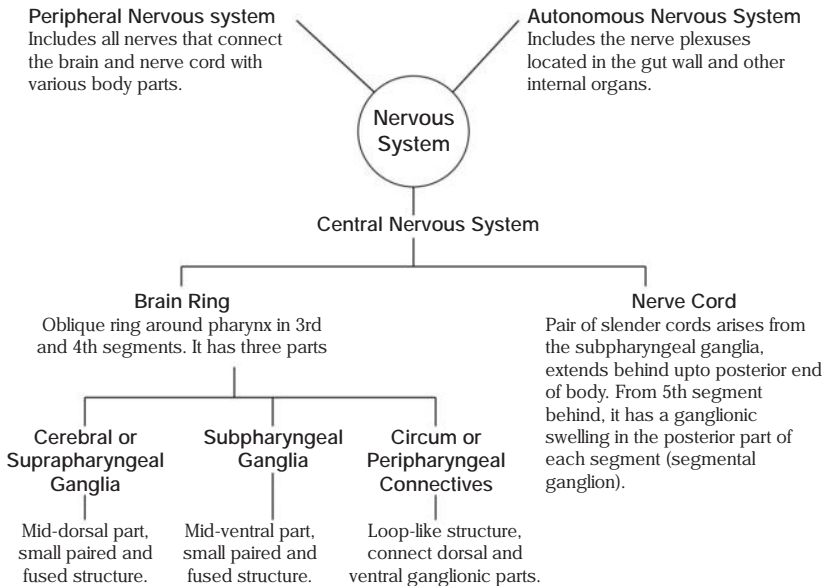 Peripheral Nervous system
Includes all nerves that connect
the brain and nerve cord with
various body parts.
Autonomous Nervous System
Includes the nerve plexuses
located in the gut wall and other
internal organs.
Nervous
System
Central Nervous System
Brain Ring
Oblique ring around pharynx in 3rd
and 4th segments. It has three parts
Nerve Cord
Pair of slender cords arises from
the subpharyngeal ganglia,
extends behind upto posterior end
of body. From 5th segment
behind, it has a ganglionic
swelling in the posterior part of
each segment (segmental
ganglion).
Cerebral or
Suprapharyngeal
Ganglia
Mid-dorsal part,
small paired and
fused structure.
Subpharyngeal
Ganglia
Mid-ventral part,
small paired and
fused structure.
Circum or
Peripharyngeal
Connectives
Loop-like structure,
connect dorsal and
ventral ganglionic parts.